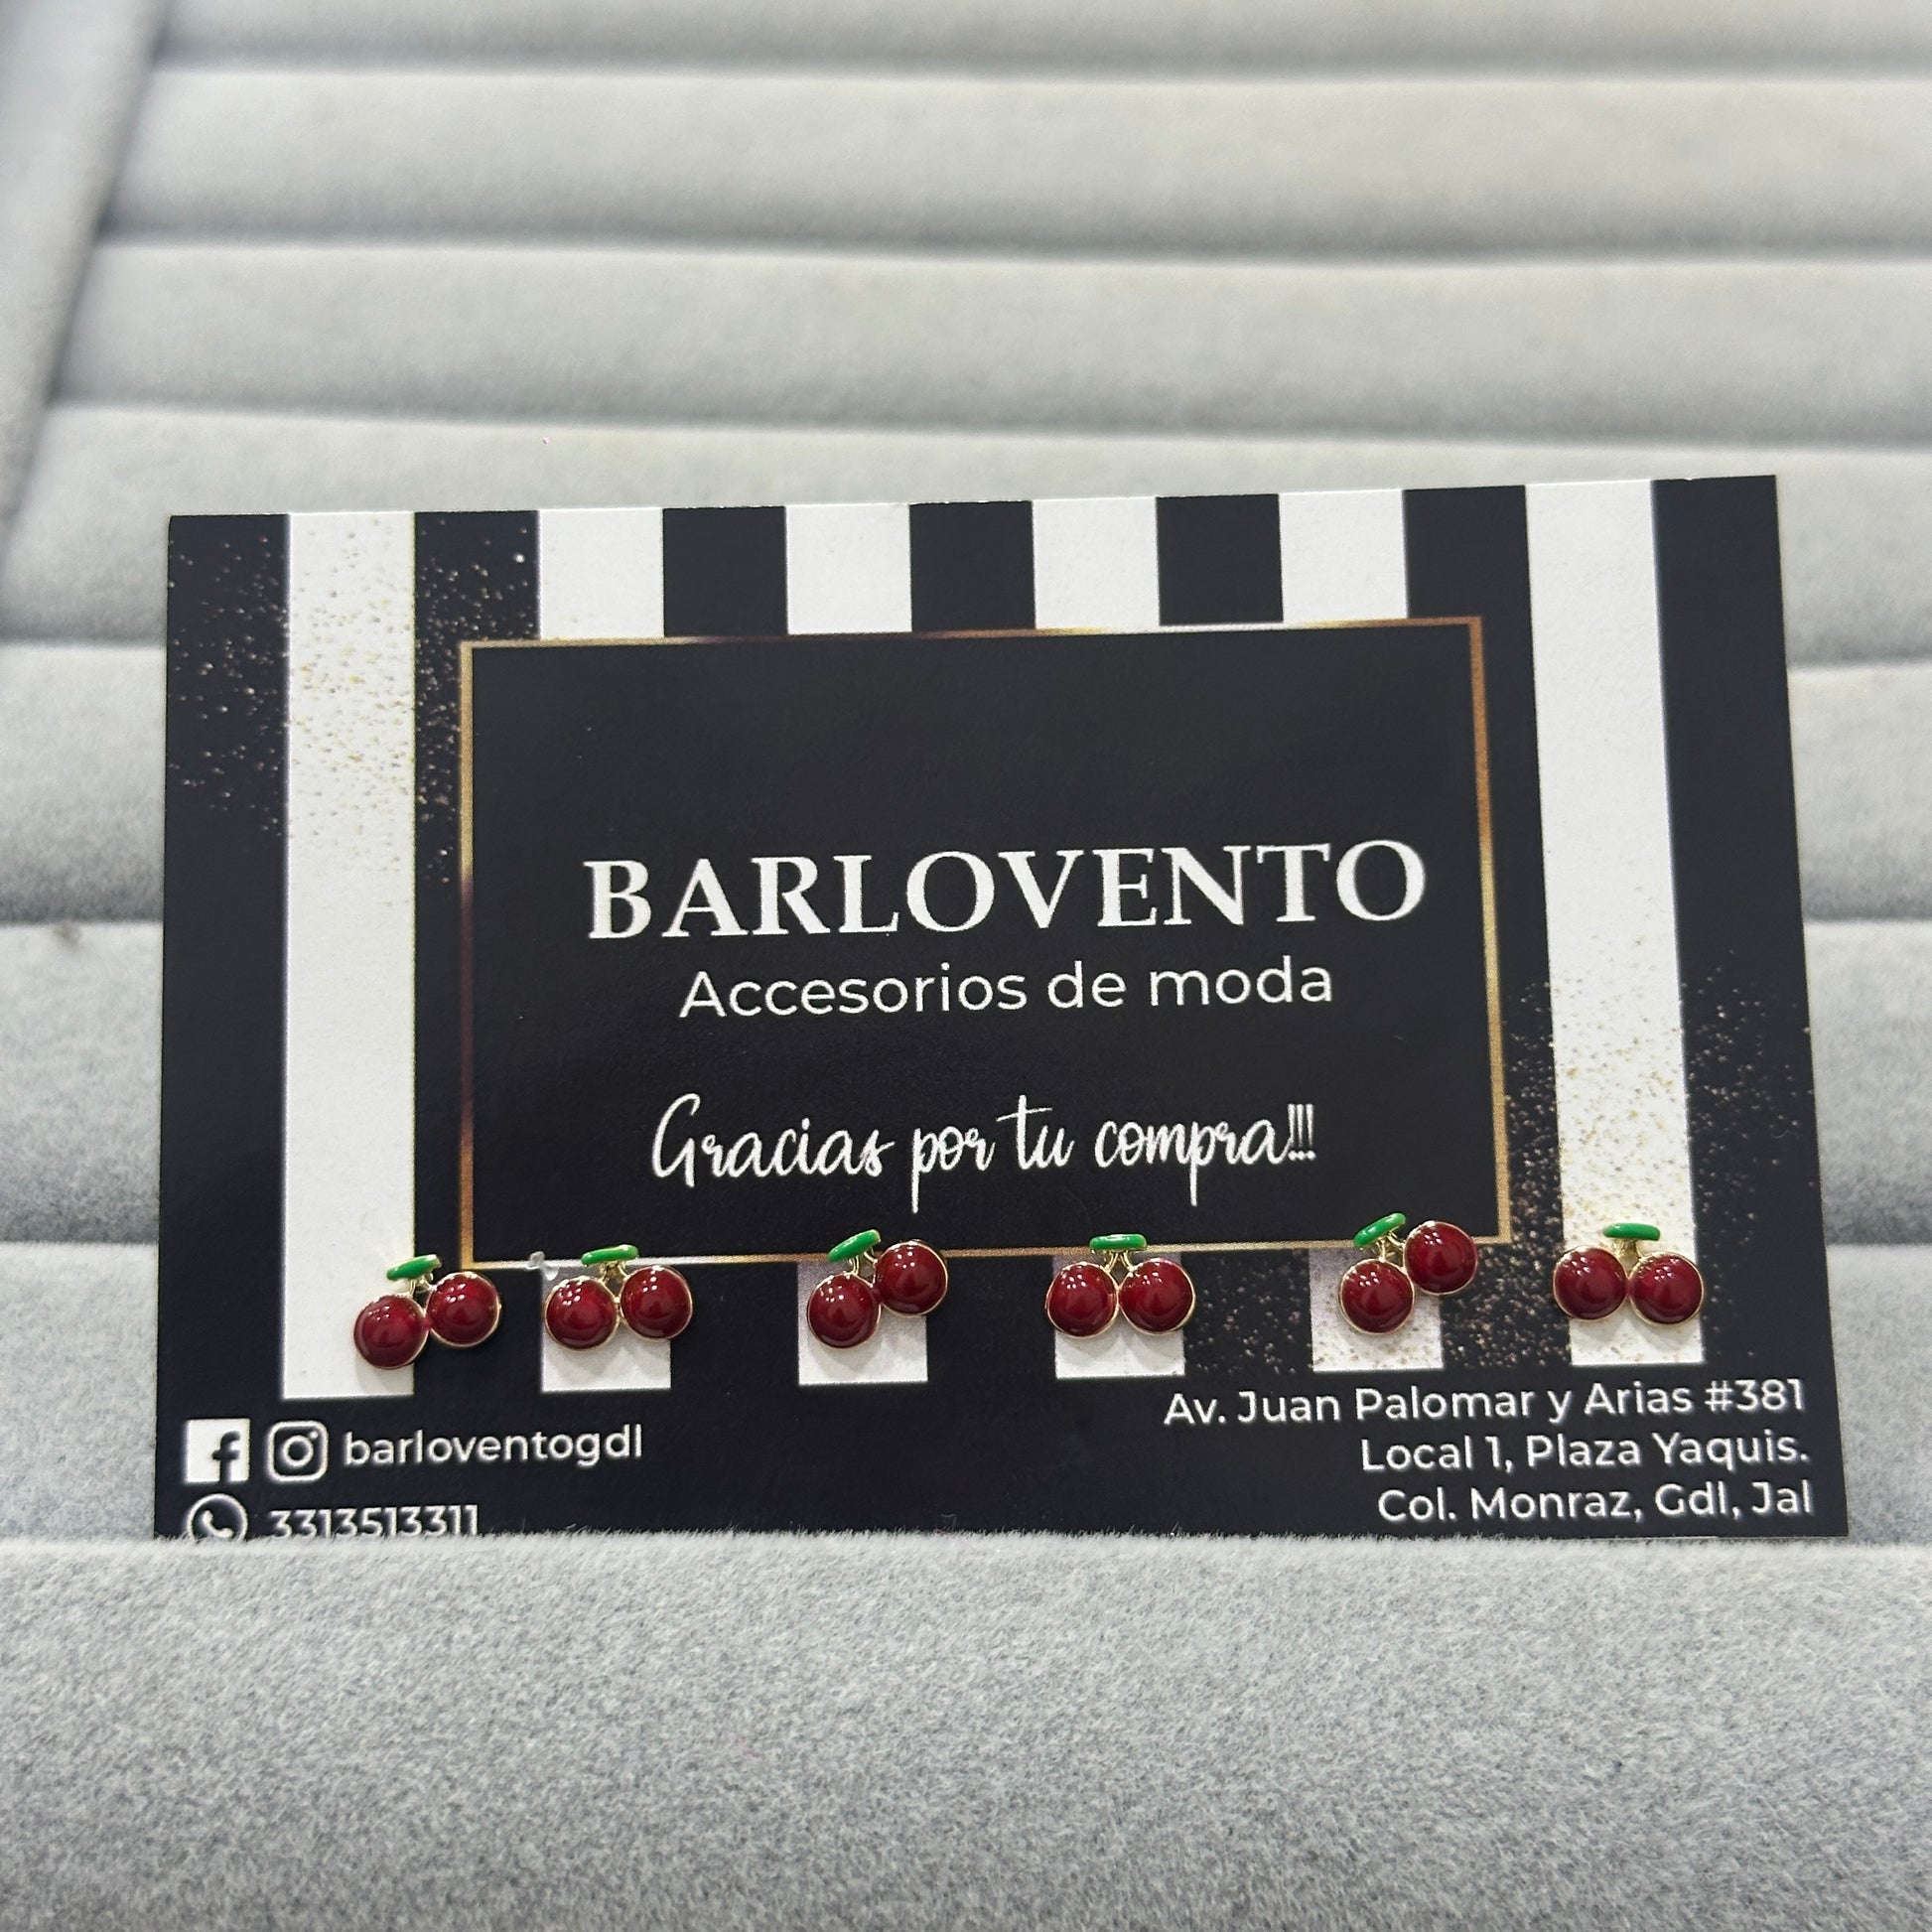 BARLOVENTO
Accesorios de moda
Gracias por tu compra!!!
barloventogdl
3313513311
Av. Juan Palomar y Arias #381
Local 1, Plaza Yaquis.
Col. Monraz, Gdl, Jal